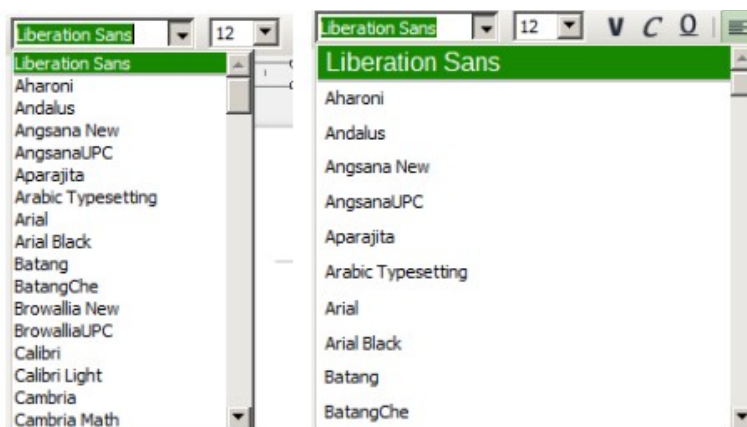 Liberation Sans 12
Liberation Sans
Aharoni
Andalus
Angsana New
AngsanaUPC
Aparajita
Arabic Typesetting
Arial
Arial Black
Batang
BatangChe
Browallia New
BrowalliaUPC
Calibri
Calibri Light
Cambria
Cambria Math
Liberation Sans 12 V C O
Liberation Sans
Aharoni
Andalus
Angsana New
AngsanaUPC
Aparajita
Arabic Typesetting
Arial
Arial Black
Batang
BatangChe